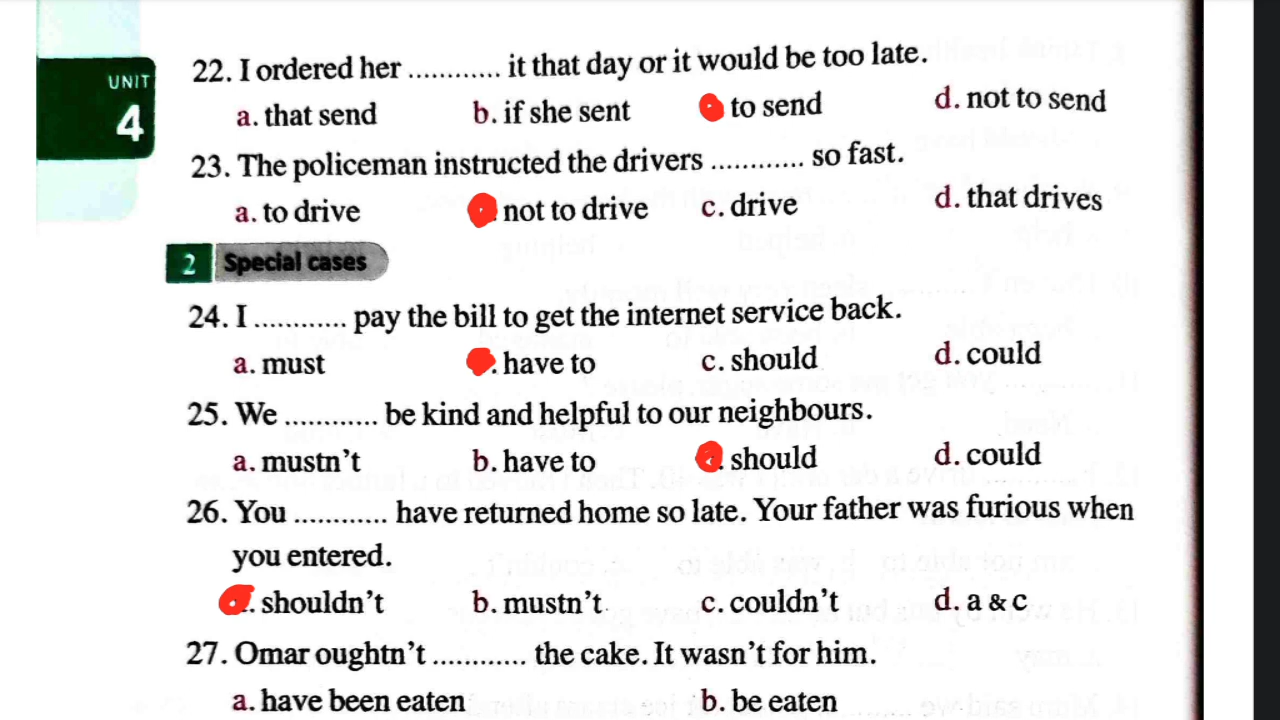 UNIT
4
22. I ordered her ............ it that day or it would be too late.
a. that send b. if she sent to send d. not to send
23. The policeman instructed the drivers ............ so fast.
a. to drive not to drive c. drive d. that drives
2 Special cases
24. I ............ pay the bill to get the internet service back.
a. must . have to c. should d. could
25. We ............ be kind and helpful to our neighbours.
a. mustn't b. have to . should d. could
26. You ............ have returned home so late. Your father was furious when
you entered.
. shouldn't b. mustn't c. couldn't d. a & c
27. Omar oughtn't ............ the cake. It wasn't for him.
a. have been eaten b. be eaten